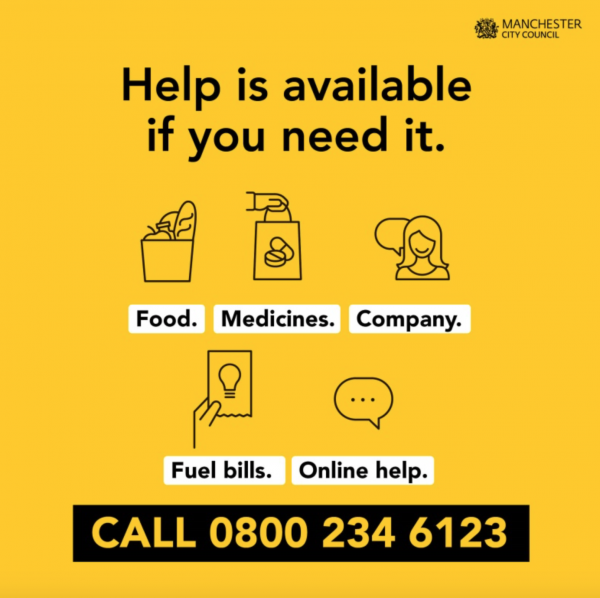 MANCHESTER
CITY COUNCIL
Help is available
if you need it.
Food. Medicines. Company.
Fuel bills. Online help.
CALL 0800 234 6123